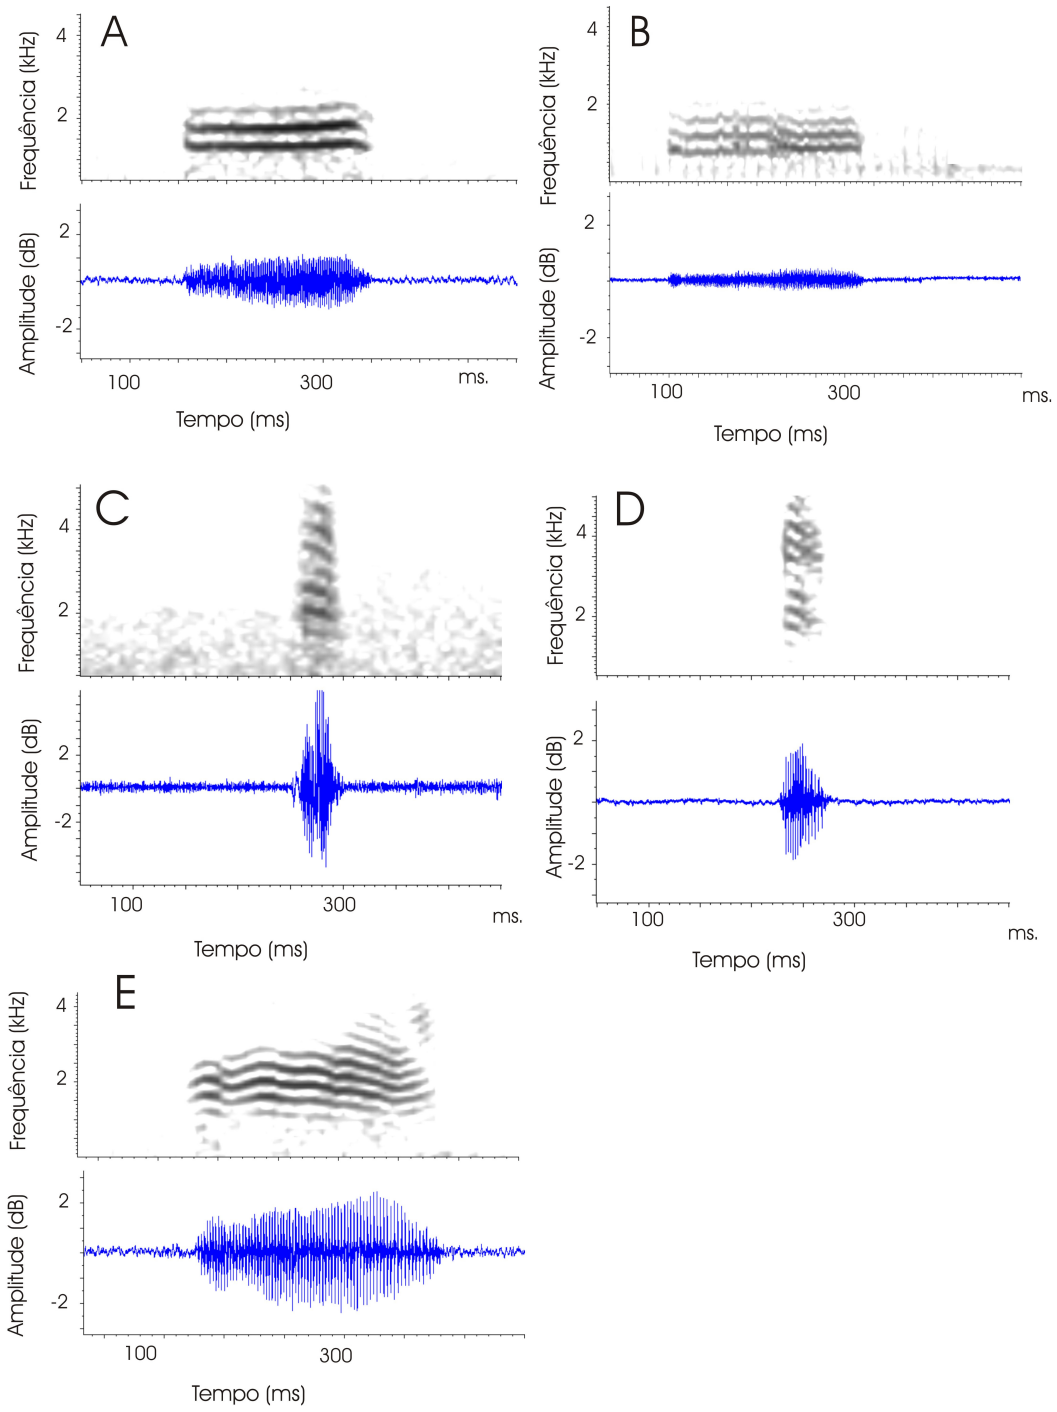 A
Frequência (kHz)
4
2
Amplitude (dB)
2
-2
100
300
ms.
Tempo (ms)
B
Frequência (kHz)
4
2
Amplitude (dB)
2
-2
100
300
ms.
Tempo (ms)
C
Frequência (kHz)
4
2
Amplitude (dB)
2
-2
100
300
ms.
Tempo (ms)
D
Frequência (kHz)
4
2
Amplitude (dB)
2
-2
100
300
ms.
Tempo (ms)
E
Frequência (kHz)
4
2
Amplitude (dB)
2
-2
100
300
Tempo (ms)